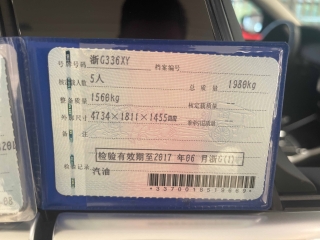 号牌号码 浙G336XY 档案编号
核定载人数 5人 总质量 1980kg
整备质量 1560kg 核定载质量 --
外廓尺寸 4734×1811×1455mm 准牵引总质量 --
检验有效期至2017 年06 月浙G(1)
检验记录 汽油